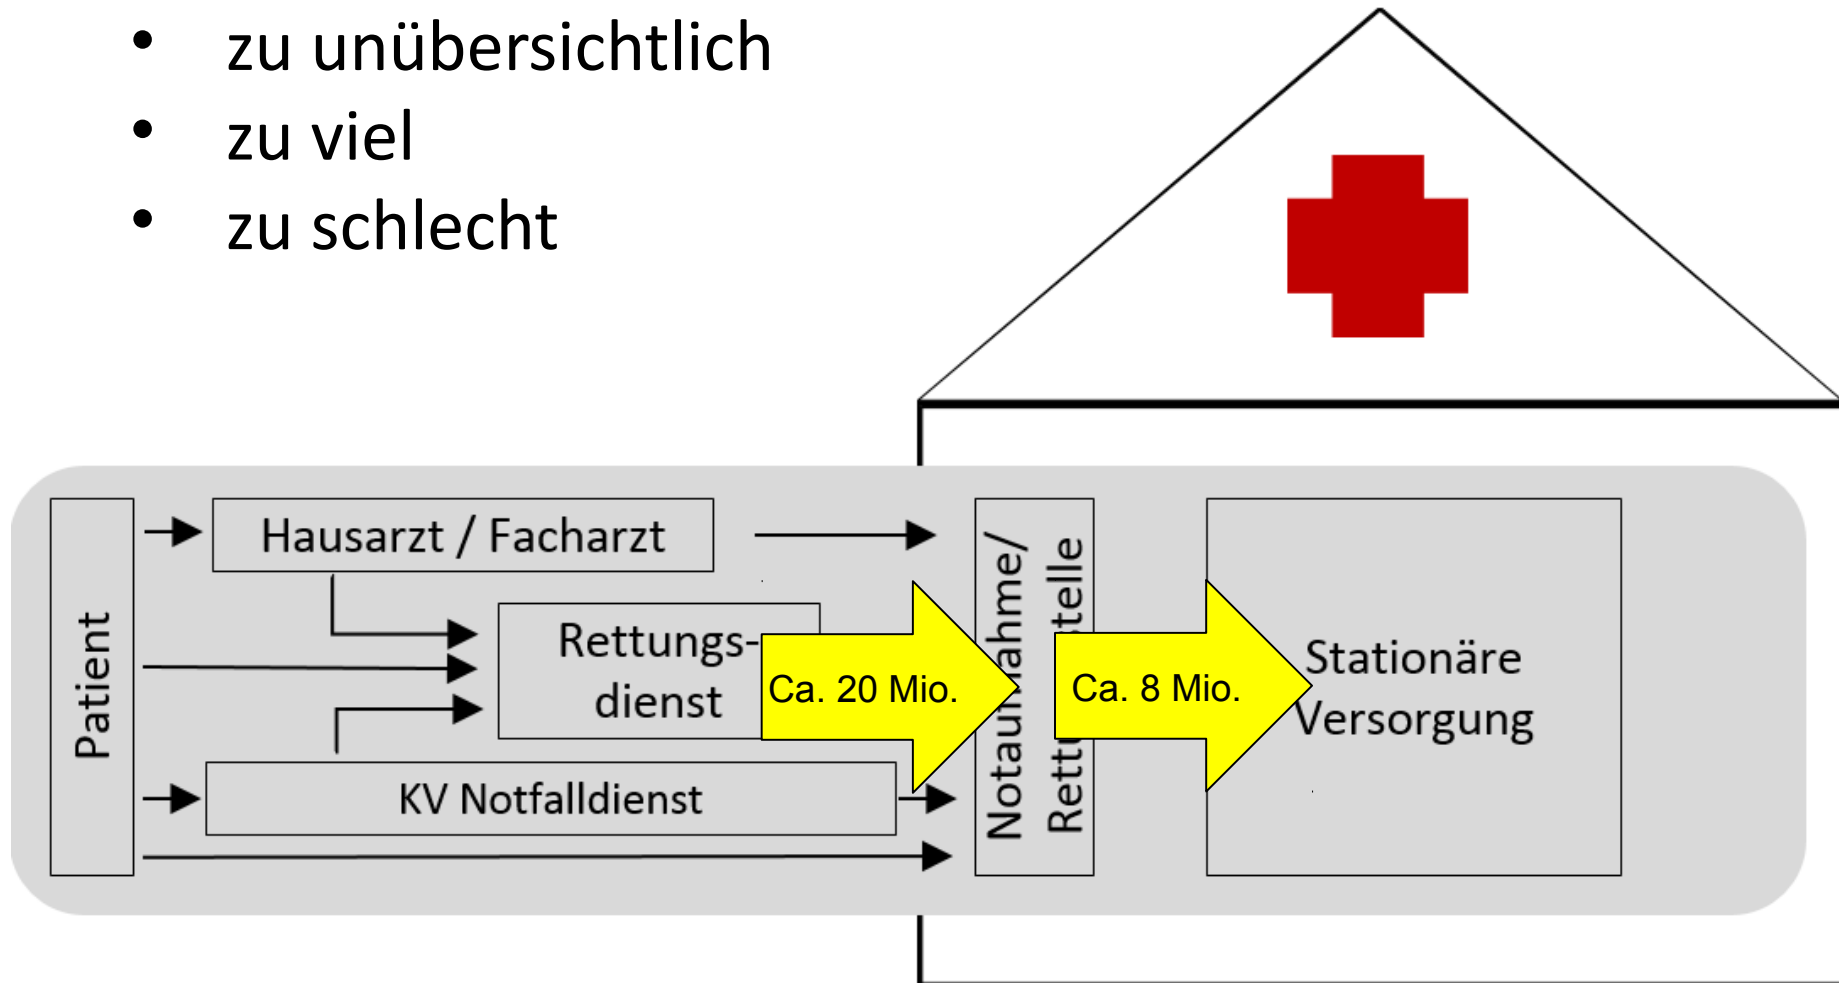 • zu unübersichtlich
• zu viel
• zu schlecht
Patient
Hausarzt / Facharzt
Rettungs-
dienst
KV Notfalldienst
Ca. 20 Mio.
Ca. 8 Mio.
Stationäre
Versorgung